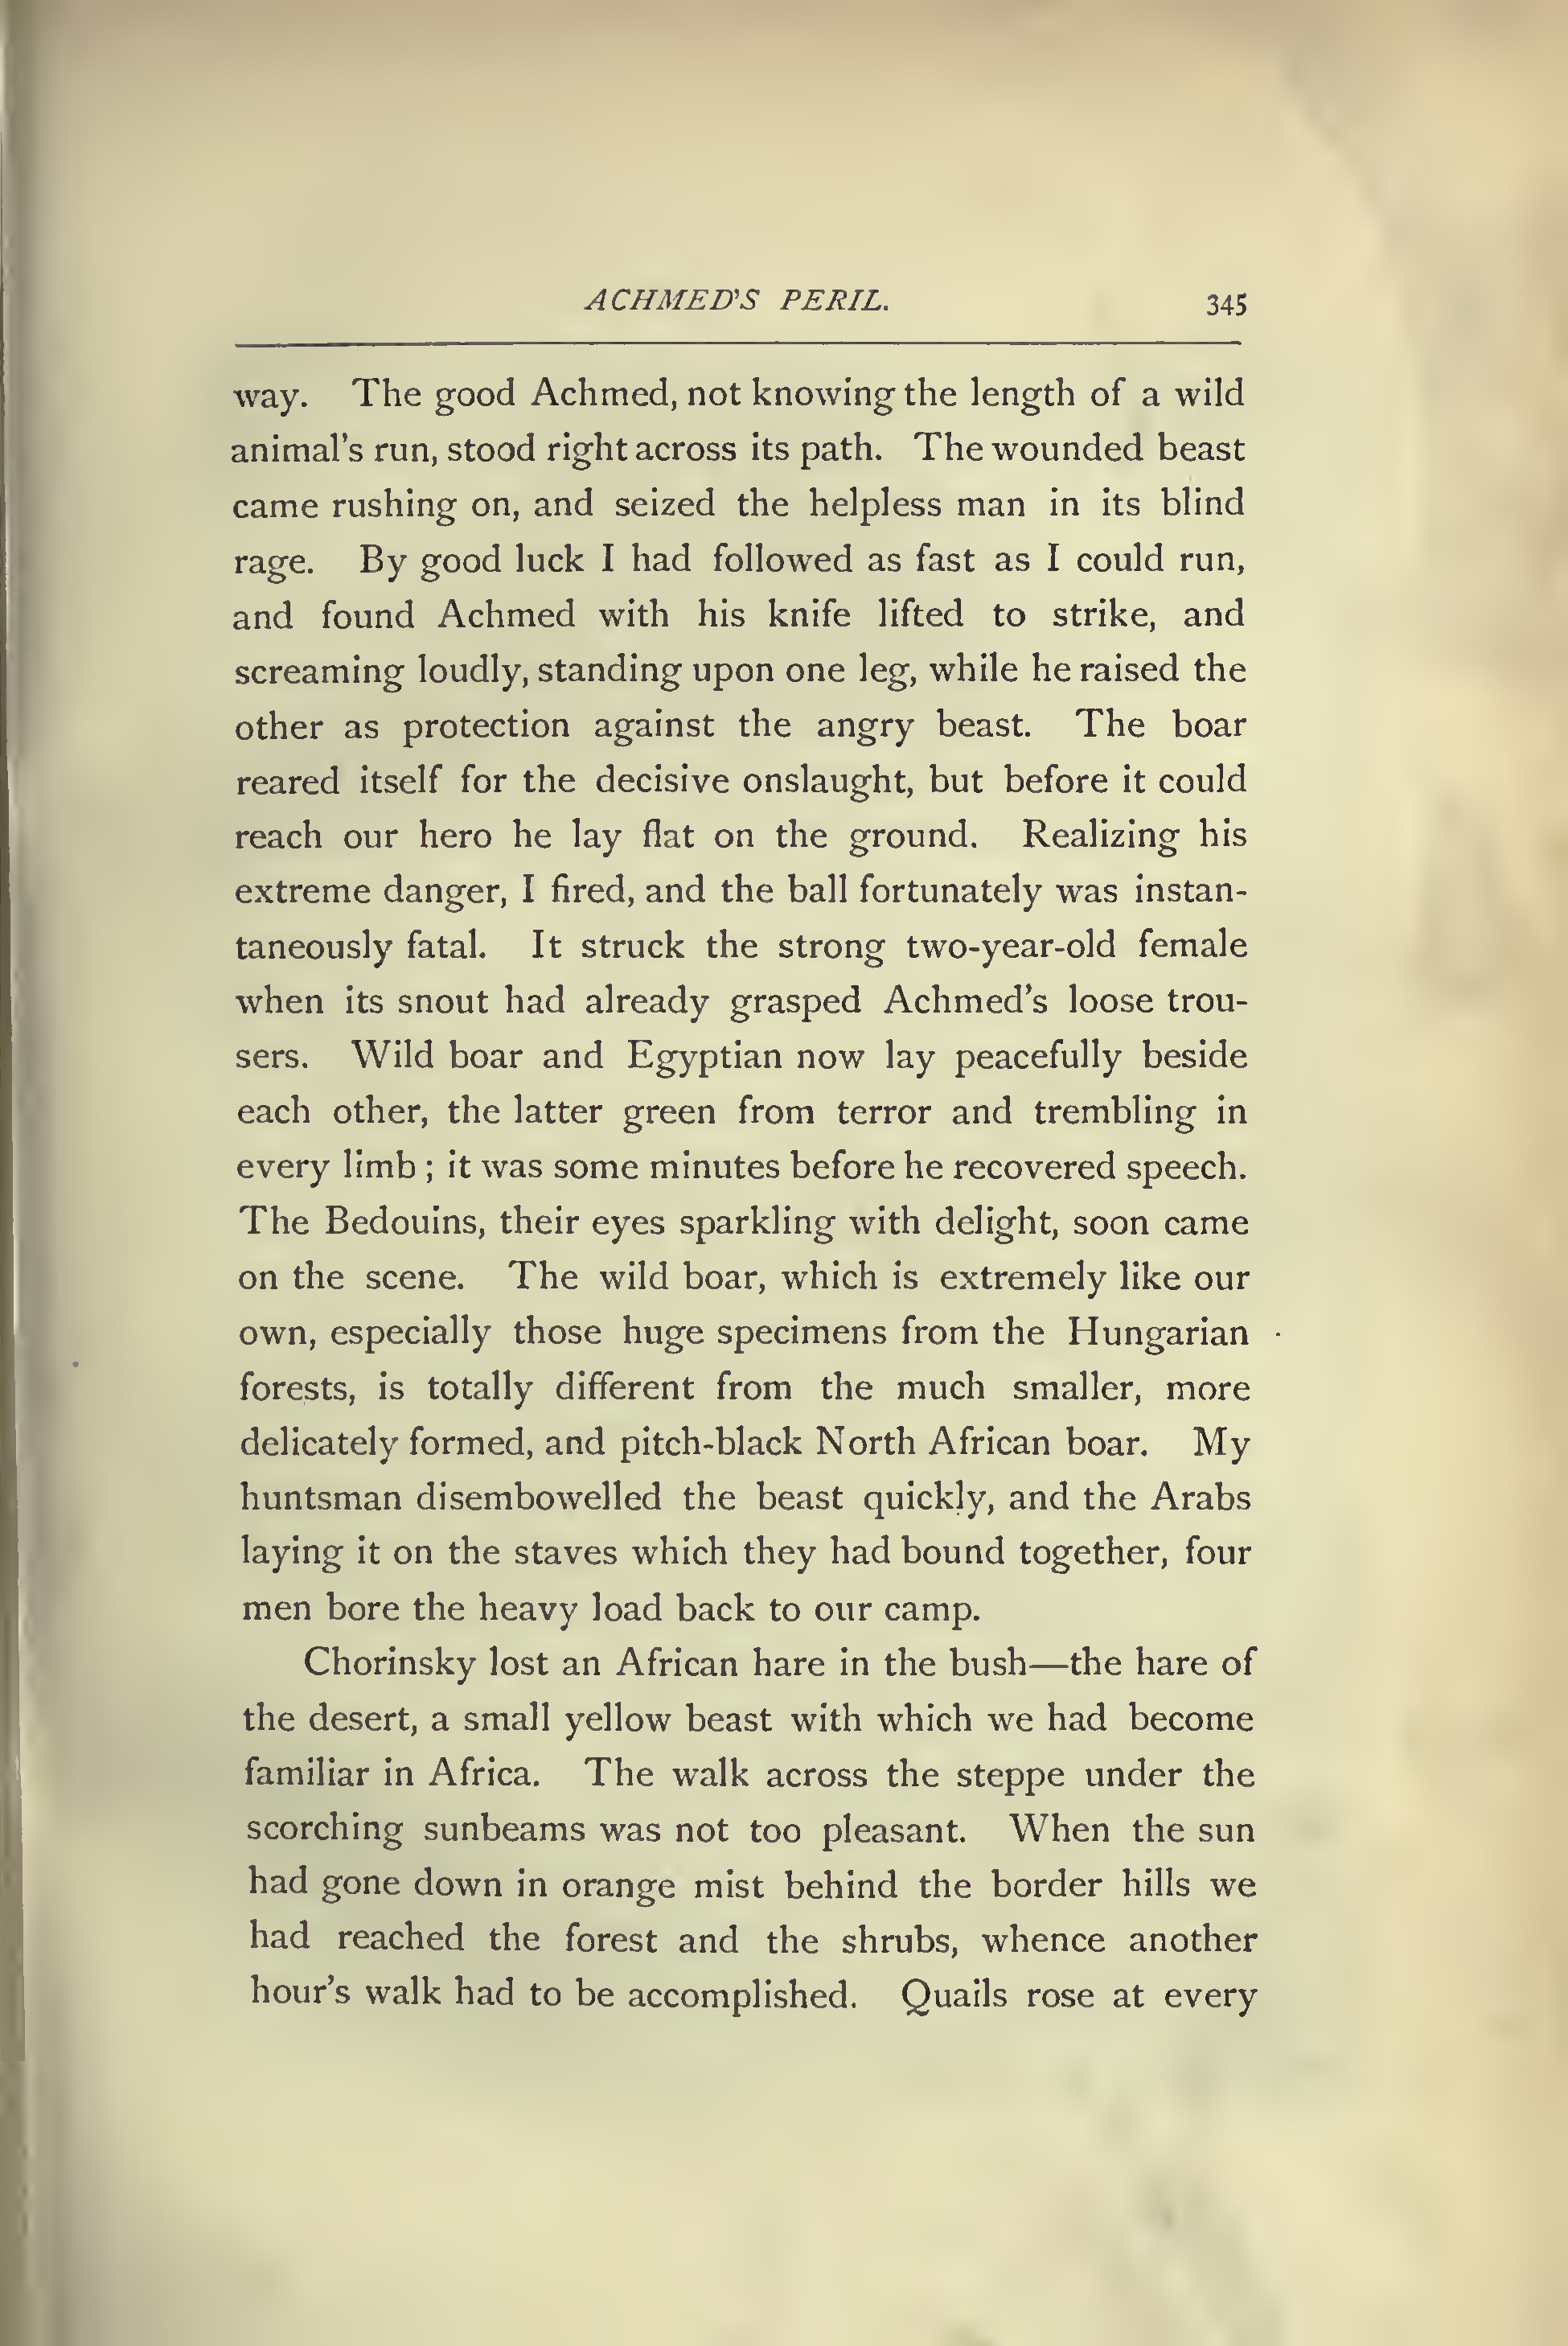 ACHMED'S PERIL. 345
way. The good Achmed, not knowing the length of a wild
animal's run, stood right across its path. The wounded beast
came rushing on, and seized the helpless man in its blind
rage. By good luck I had followed as fast as I could run,
and found Achmed with his knife lifted to strike, and
screaming loudly, standing upon one leg, while he raised the
other as protection against the angry beast. The boar
reared itself for the decisive onslaught, but before it could
reach our hero he lay flat on the ground. Realizing his
extreme danger, I fired, and the ball fortunately was instan-
taneously fatal. It struck the strong two-year-old female
when its snout had already grasped Achmed's loose trou-
sers. Wild boar and Egyptian now lay peacefully beside
each other, the latter green from terror and trembling in
every limb ; it was some minutes before he recovered speech.
The Bedouins, their eyes sparkling with delight, soon came
on the scene. The wild boar, which is extremely like our
own, especially those huge specimens from the Hungarian
forests, is totally different from the much smaller, more
delicately formed, and pitch-black North African boar. My
huntsman disembowelled the beast quickly, and the Arabs
laying it on the staves which they had bound together, four
men bore the heavy load back to our camp.
Chorinsky lost an African hare in the bush—the hare of
the desert, a small yellow beast with which we had become
familiar in Africa. The walk across the steppe under the
scorching sunbeams was not too pleasant. When the sun
had gone down in orange mist behind the border hills we
had reached the forest and the shrubs, whence another
hour's walk had to be accomplished. Quails rose at every